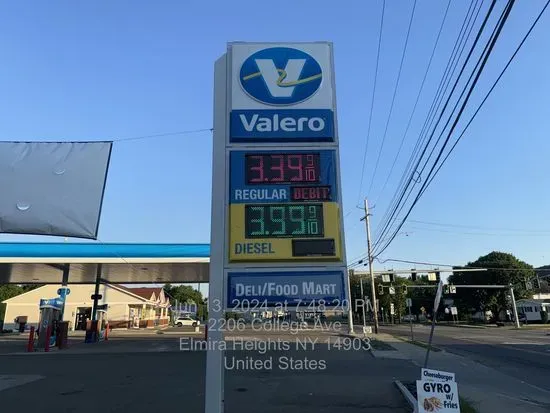 Valero
3.39 9/10
REGULAR DEBIT
3.99 9/10
DIESEL
DELI/FOOD MART
3, 2024 at 7:48:20 PM
2206 College Ave
Elmira Heights NY 14903
United States
Cheeseburger
GYRO
w/
Fries